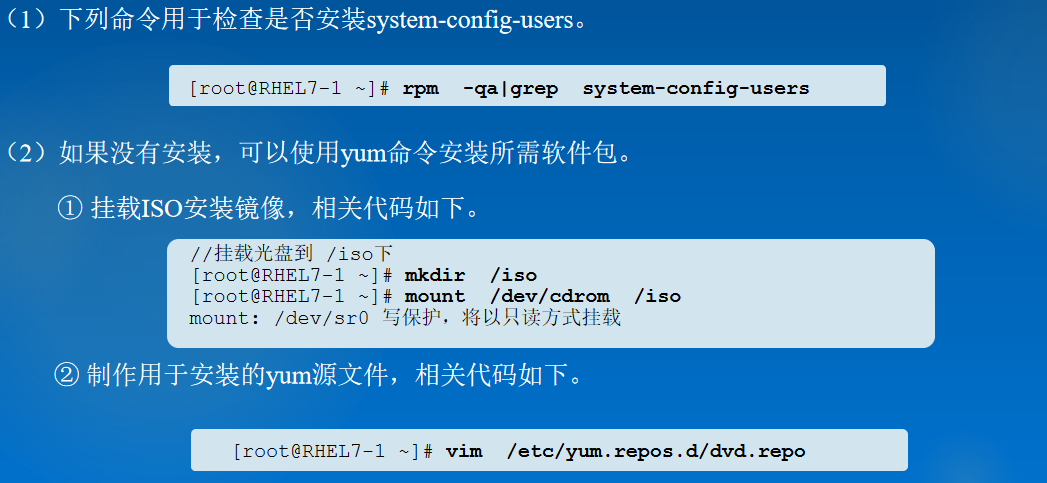 （1）下列命令用于检查是否安装system-config-users。
[root@RHEL7-1 ~]# rpm -qa|grep system-config-users
（2）如果没有安装，可以使用yum命令安装所需软件包。
① 挂载ISO安装镜像，相关代码如下。
//挂载光盘到 /iso下
[root@RHEL7-1 ~]# mkdir /iso
[root@RHEL7-1 ~]# mount /dev/cdrom /iso
mount: /dev/sr0 写保护，将以只读方式挂载
② 制作用于安装的yum源文件，相关代码如下。
[root@RHEL7-1 ~]# vim /etc/yum.repos.d/dvd.repo